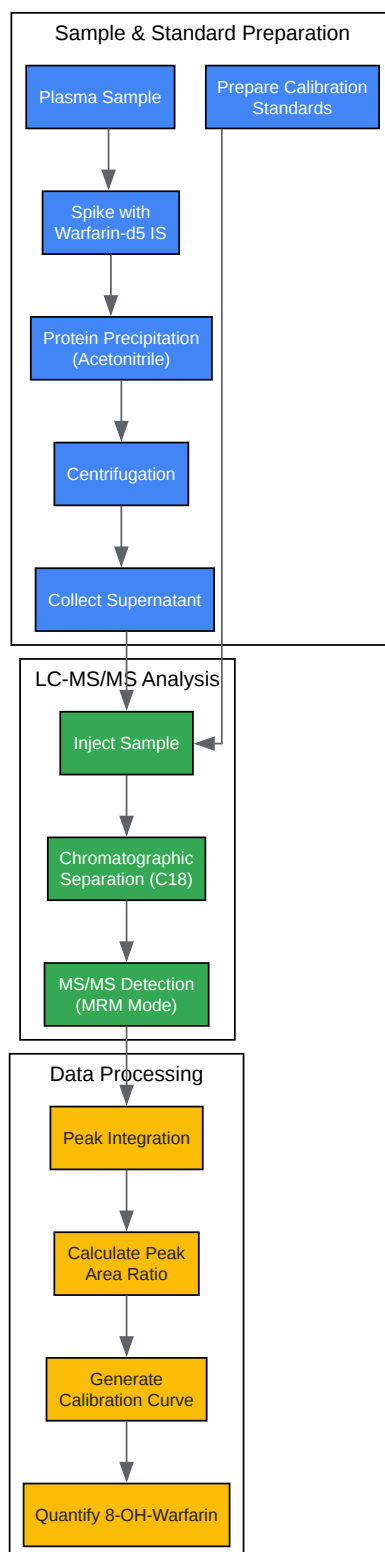 Sample & Standard Preparation
Plasma Sample
Prepare Calibration
Standards
Spike with
Warfarin-d5 IS
Protein Precipitation
(Acetonitrile)
Centrifugation
Collect Supernatant
LC-MS/MS Analysis
Inject Sample
Chromatographic
Separation (C18)
MS/MS Detection
(MRM Mode)
Data Processing
Peak Integration
Calculate Peak
Area Ratio
Generate
Calibration Curve
Quantify 8-OH-Warfarin